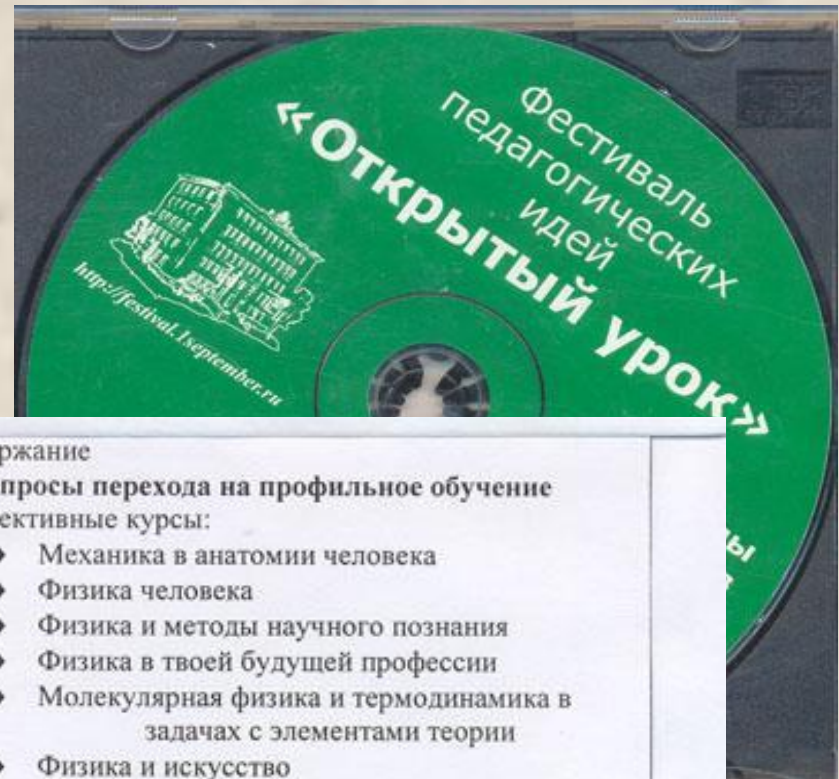 Фестиваль
педагогических
идей
«Открытый урок»
http://festival.1september.ru
ы
ржание
просы перехода на профильное обучение
ективные курсы:
Механика в анатомии человека
Физика человека
Физика и методы научного познания
Физика в твоей будущей профессии
Молекулярная физика и термодинамика в
задачах с элементами теории
Физика и искусство